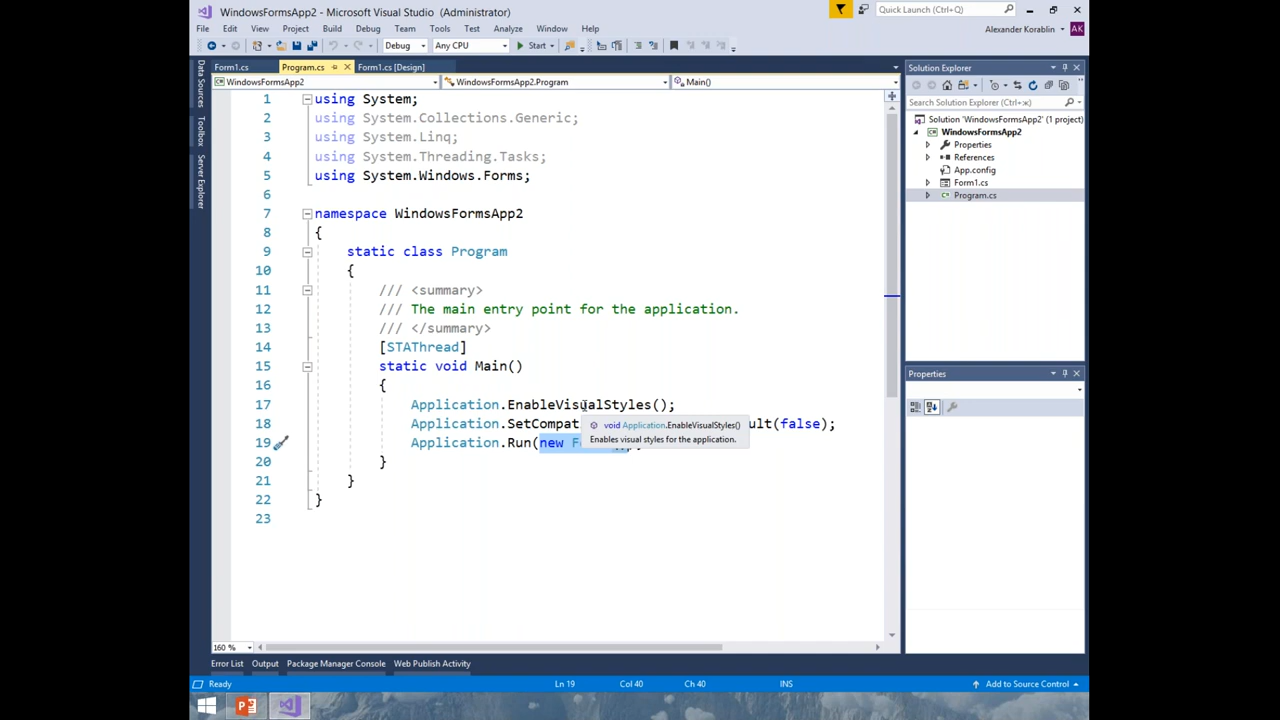 WindowsFormsApp2 - Microsoft Visual Studio (Administrator)
Quick Launch (Ctrl+Q)
File Edit View Project Build Debug Team Tools Test Analyze Window Help
Alexander Korablin AK
Debug Any CPU Start
Form1.cs Program.cs Form1.cs [Design]
WindowsFormsApp2 WindowsFormsApp2.Program Main()
Data Sources
Toolbox
Server Explorer
1 using System;
2 using System.Collections.Generic;
3 using System.Linq;
4 using System.Threading.Tasks;
5 using System.Windows.Forms;
6
7 namespace WindowsFormsApp2
8 {
9 static class Program
10 {
11 /// <summary>
12 /// The main entry point for the application.
13 /// </summary>
14 [STAThread]
15 static void Main()
16 {
17 Application.EnableVisualStyles();
18 Application.SetCompat ult(false);
19 Application.Run(new F
20 }
21 }
22 }
23
void Application.EnableVisualStyles()
Enables visual styles for the application.
Solution Explorer
Search Solution Explorer (Ctrl+ж)
Solution 'WindowsFormsApp2' (1 project)
WindowsFormsApp2
Properties
References
App.config
Form1.cs
Program.cs
Properties
160 %
Error List Output Package Manager Console Web Publish Activity
Ready Ln 19 Col 40 Ch 40 INS Add to Source Control